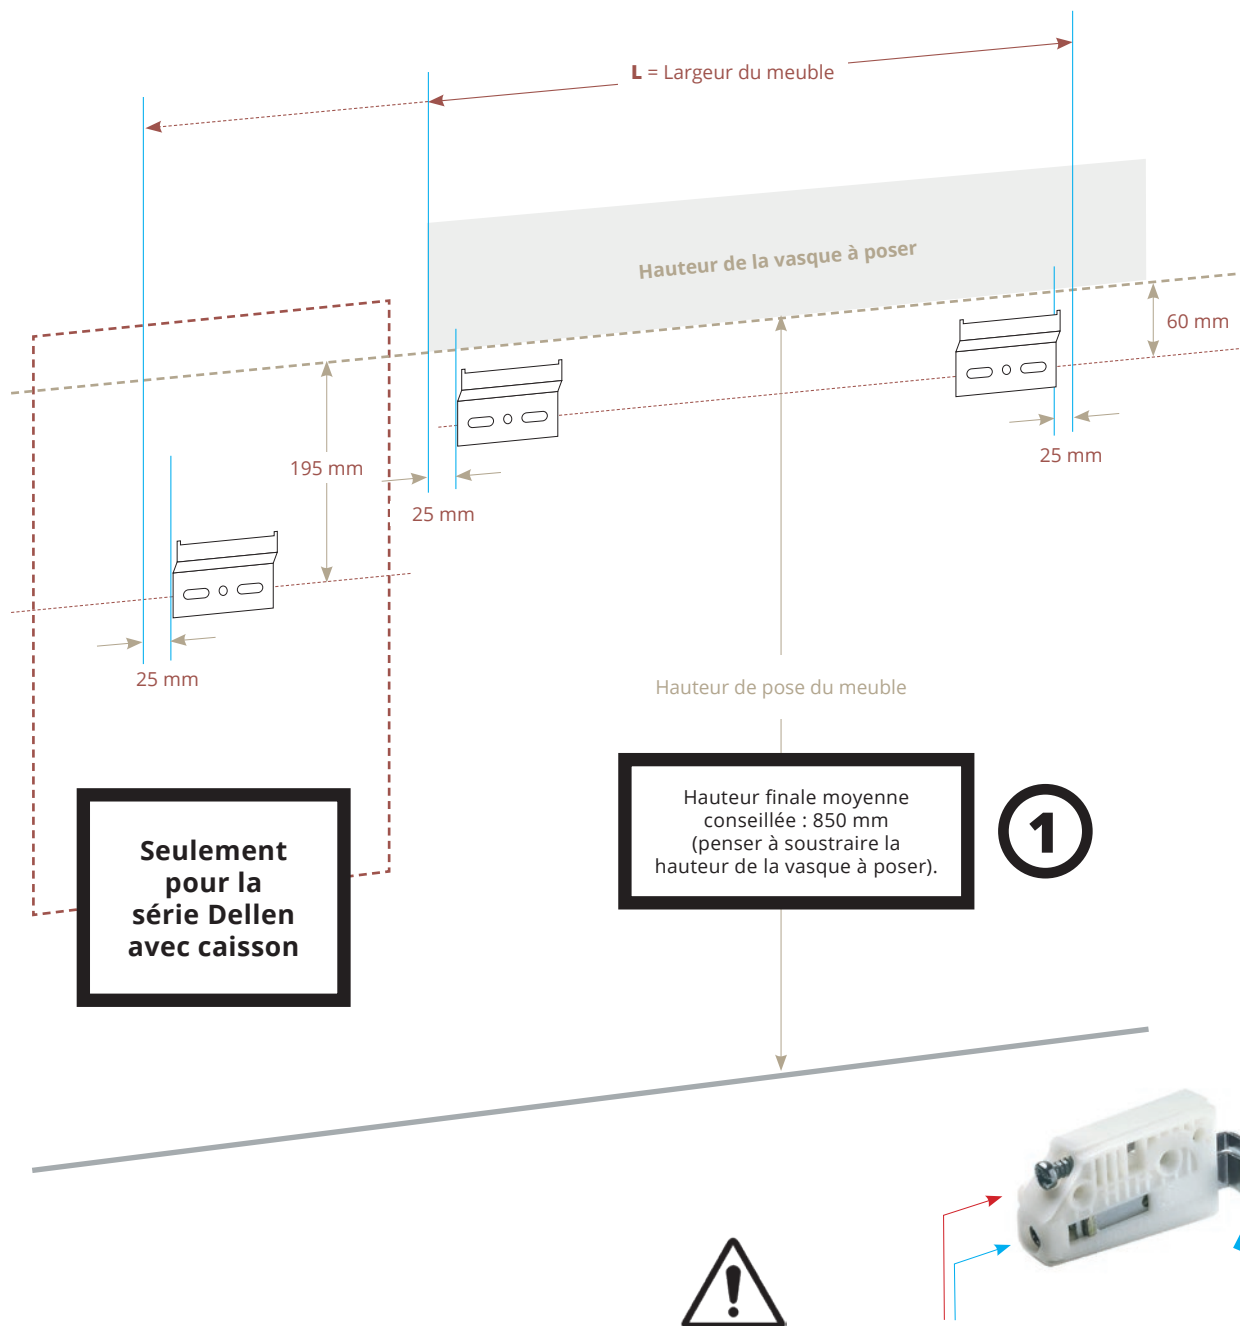 L = Largeur du meuble
Hauteur de la vasque à poser
60 mm
195 mm
25 mm
25 mm
25 mm
Hauteur de pose du meuble
Hauteur finale moyenne
conseillée : 850 mm
(penser à soustraire la
hauteur de la vasque à poser).
1
Seulement
pour la
série Dellen
avec caisson